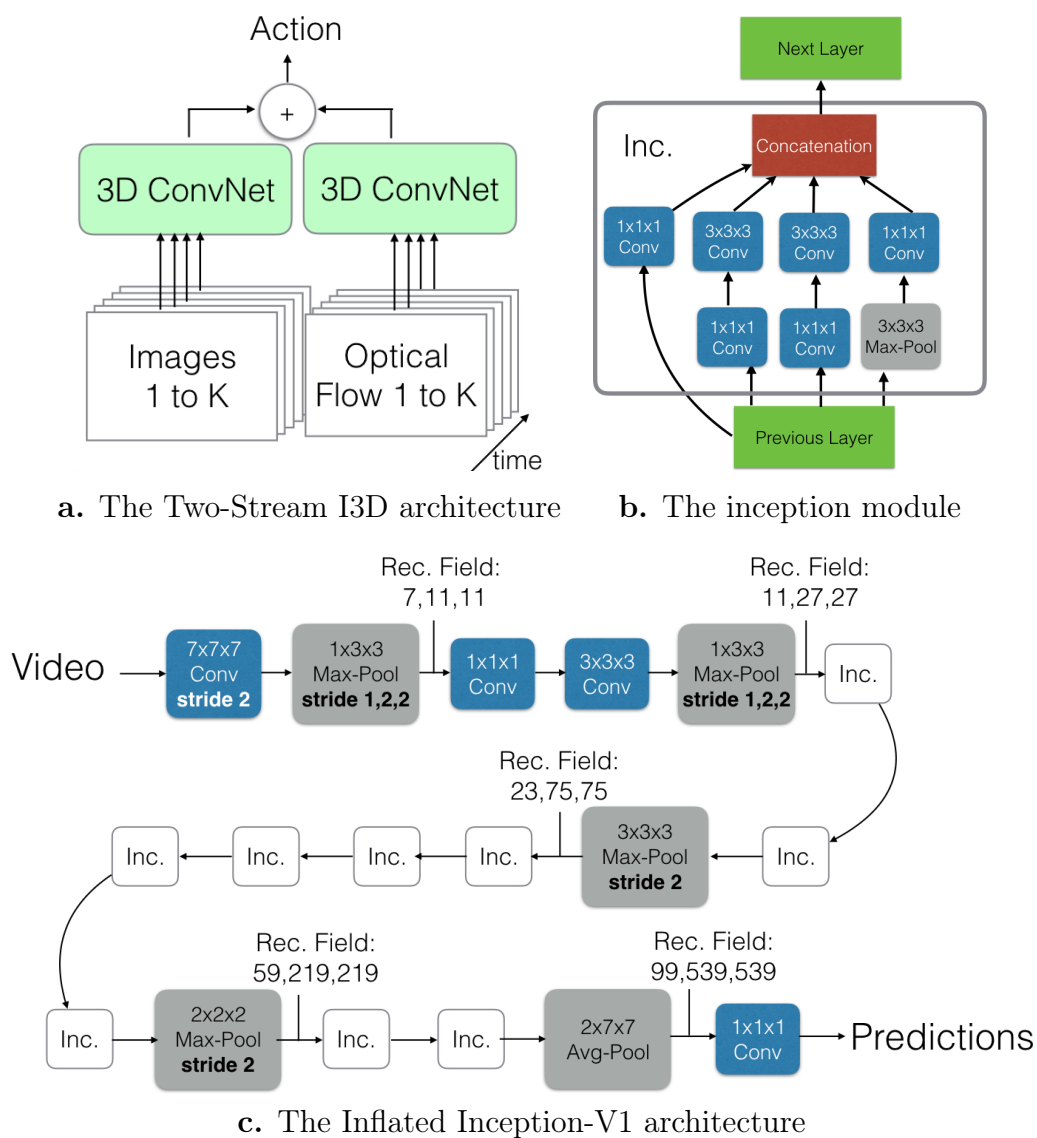 Action
+
3D ConvNet
3D ConvNet
Images
1 to K
Optical
Flow 1 to K
time
a. The Two-Stream I3D architecture
Next Layer
Inc.
Concatenation
1x1x1
Conv
3x3x3
Conv
3x3x3
Conv
1x1x1
Conv
1x1x1
Conv
1x1x1
Conv
3x3x3
Max-Pool
Previous Layer
b. The inception module
Rec. Field:
7,11,11
Rec. Field:
11,27,27
Video
7x7x7
Conv
stride 2
1x3x3
Max-Pool
stride 1,2,2
1x1x1
Conv
3x3x3
Conv
1x3x3
Max-Pool
stride 1,2,2
Inc.
Rec. Field:
23,75,75
Inc.
Inc.
Inc.
Inc.
3x3x3
Max-Pool
stride 2
Inc.
Rec. Field:
59,219,219
Rec. Field:
99,539,539
Inc.
2x2x2
Max-Pool
stride 2
Inc.
Inc.
2x7x7
Avg-Pool
1x1x1
Conv
Predictions
c. The Inflated Inception-V1 architecture